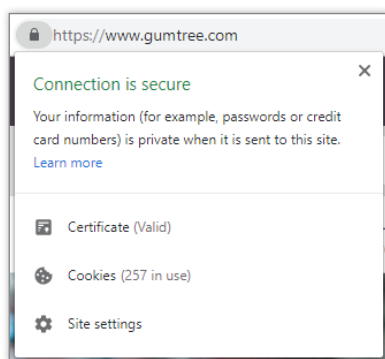 https://www.gumtree.com
Connection is secure
Your information (for example, passwords or credit
card numbers) is private when it is sent to this site.
Learn more
Certificate (Valid)
Cookies (257 in use)
Site settings